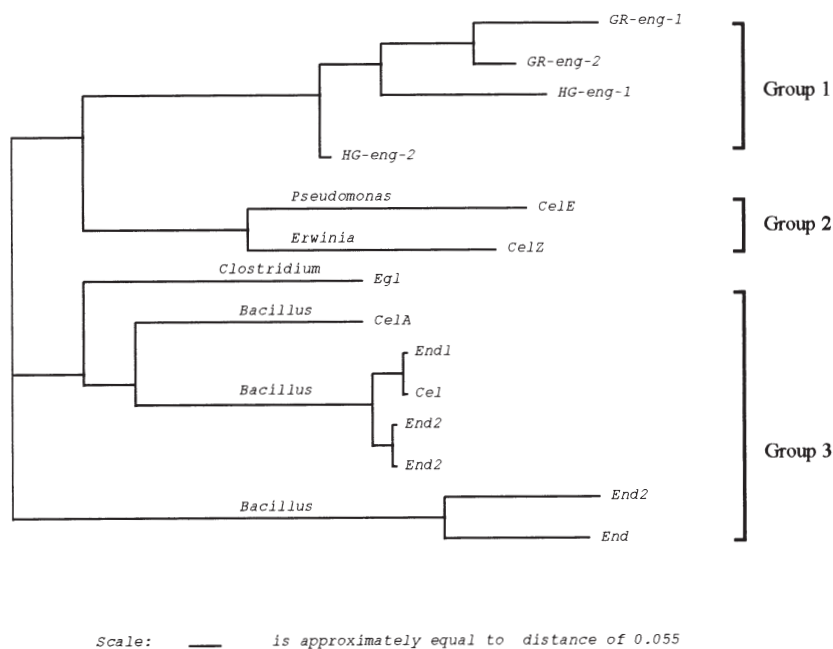 GR-eng-1
GR-eng-2
HG-eng-1
Group 1
HG-eng-2
Pseudomonas
CelE
Erwinia
CelZ
Group 2
Clostridium
Egl
Bacillus
CelA
End1
Bacillus
Cel
End2
End2
Group 3
Bacillus
End2
End
Scale: is approximately equal to distance of 0.055